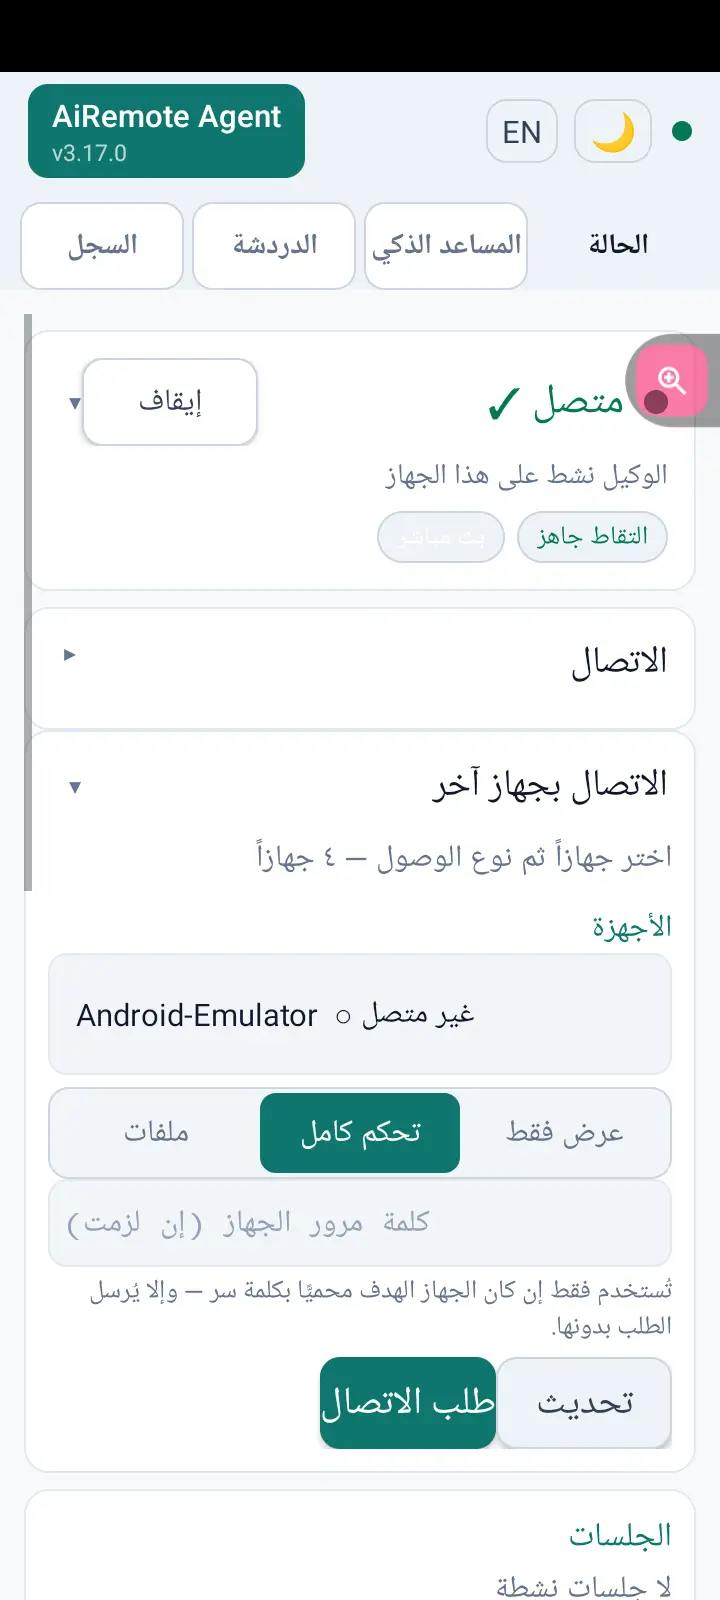 AiRemote Agent
v3.17.0
EN
الحالة
المساعد الذكي
الدردشة
السجل
متصل ✓
إيقاف
الوكيل نشط على هذا الجهاز
التقاط جاهز
بث مباشر
الاتصال
الاتصال بجهاز آخر
اختر جهازاً ثم نوع الوصول — ٤ جهازاً
الأجهزة
Android-Emulator ○ غير متصل
عرض فقط
تحكم كامل
ملفات
كلمة مرور الجهاز (إن لزمت)
تُستخدم فقط إن كان الجهاز الهدف محميًا بكلمة سر — وإلا يُرسل
الطلب بدونها.
تحديث
طلب الاتصال
الجلسات
لا جلسات نشطة